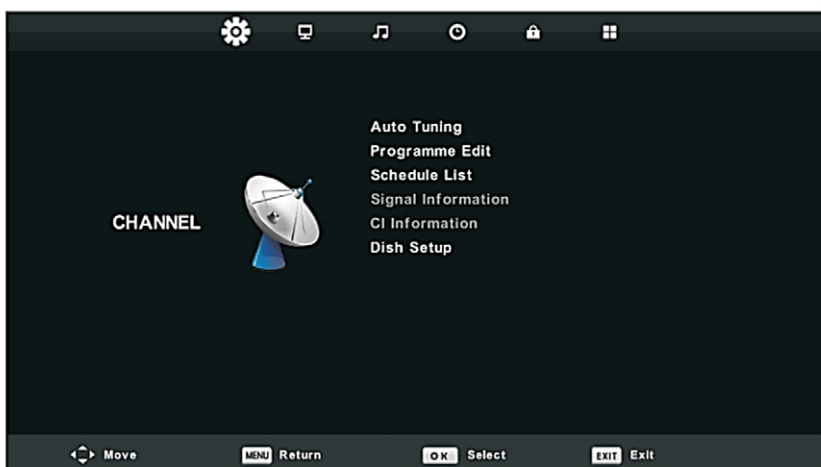 Auto Tuning
Programme Edit
Schedule List
Signal Information
CHANNEL
CI Information
Dish Setup
Move MENU Return OK Select EXIT Exit